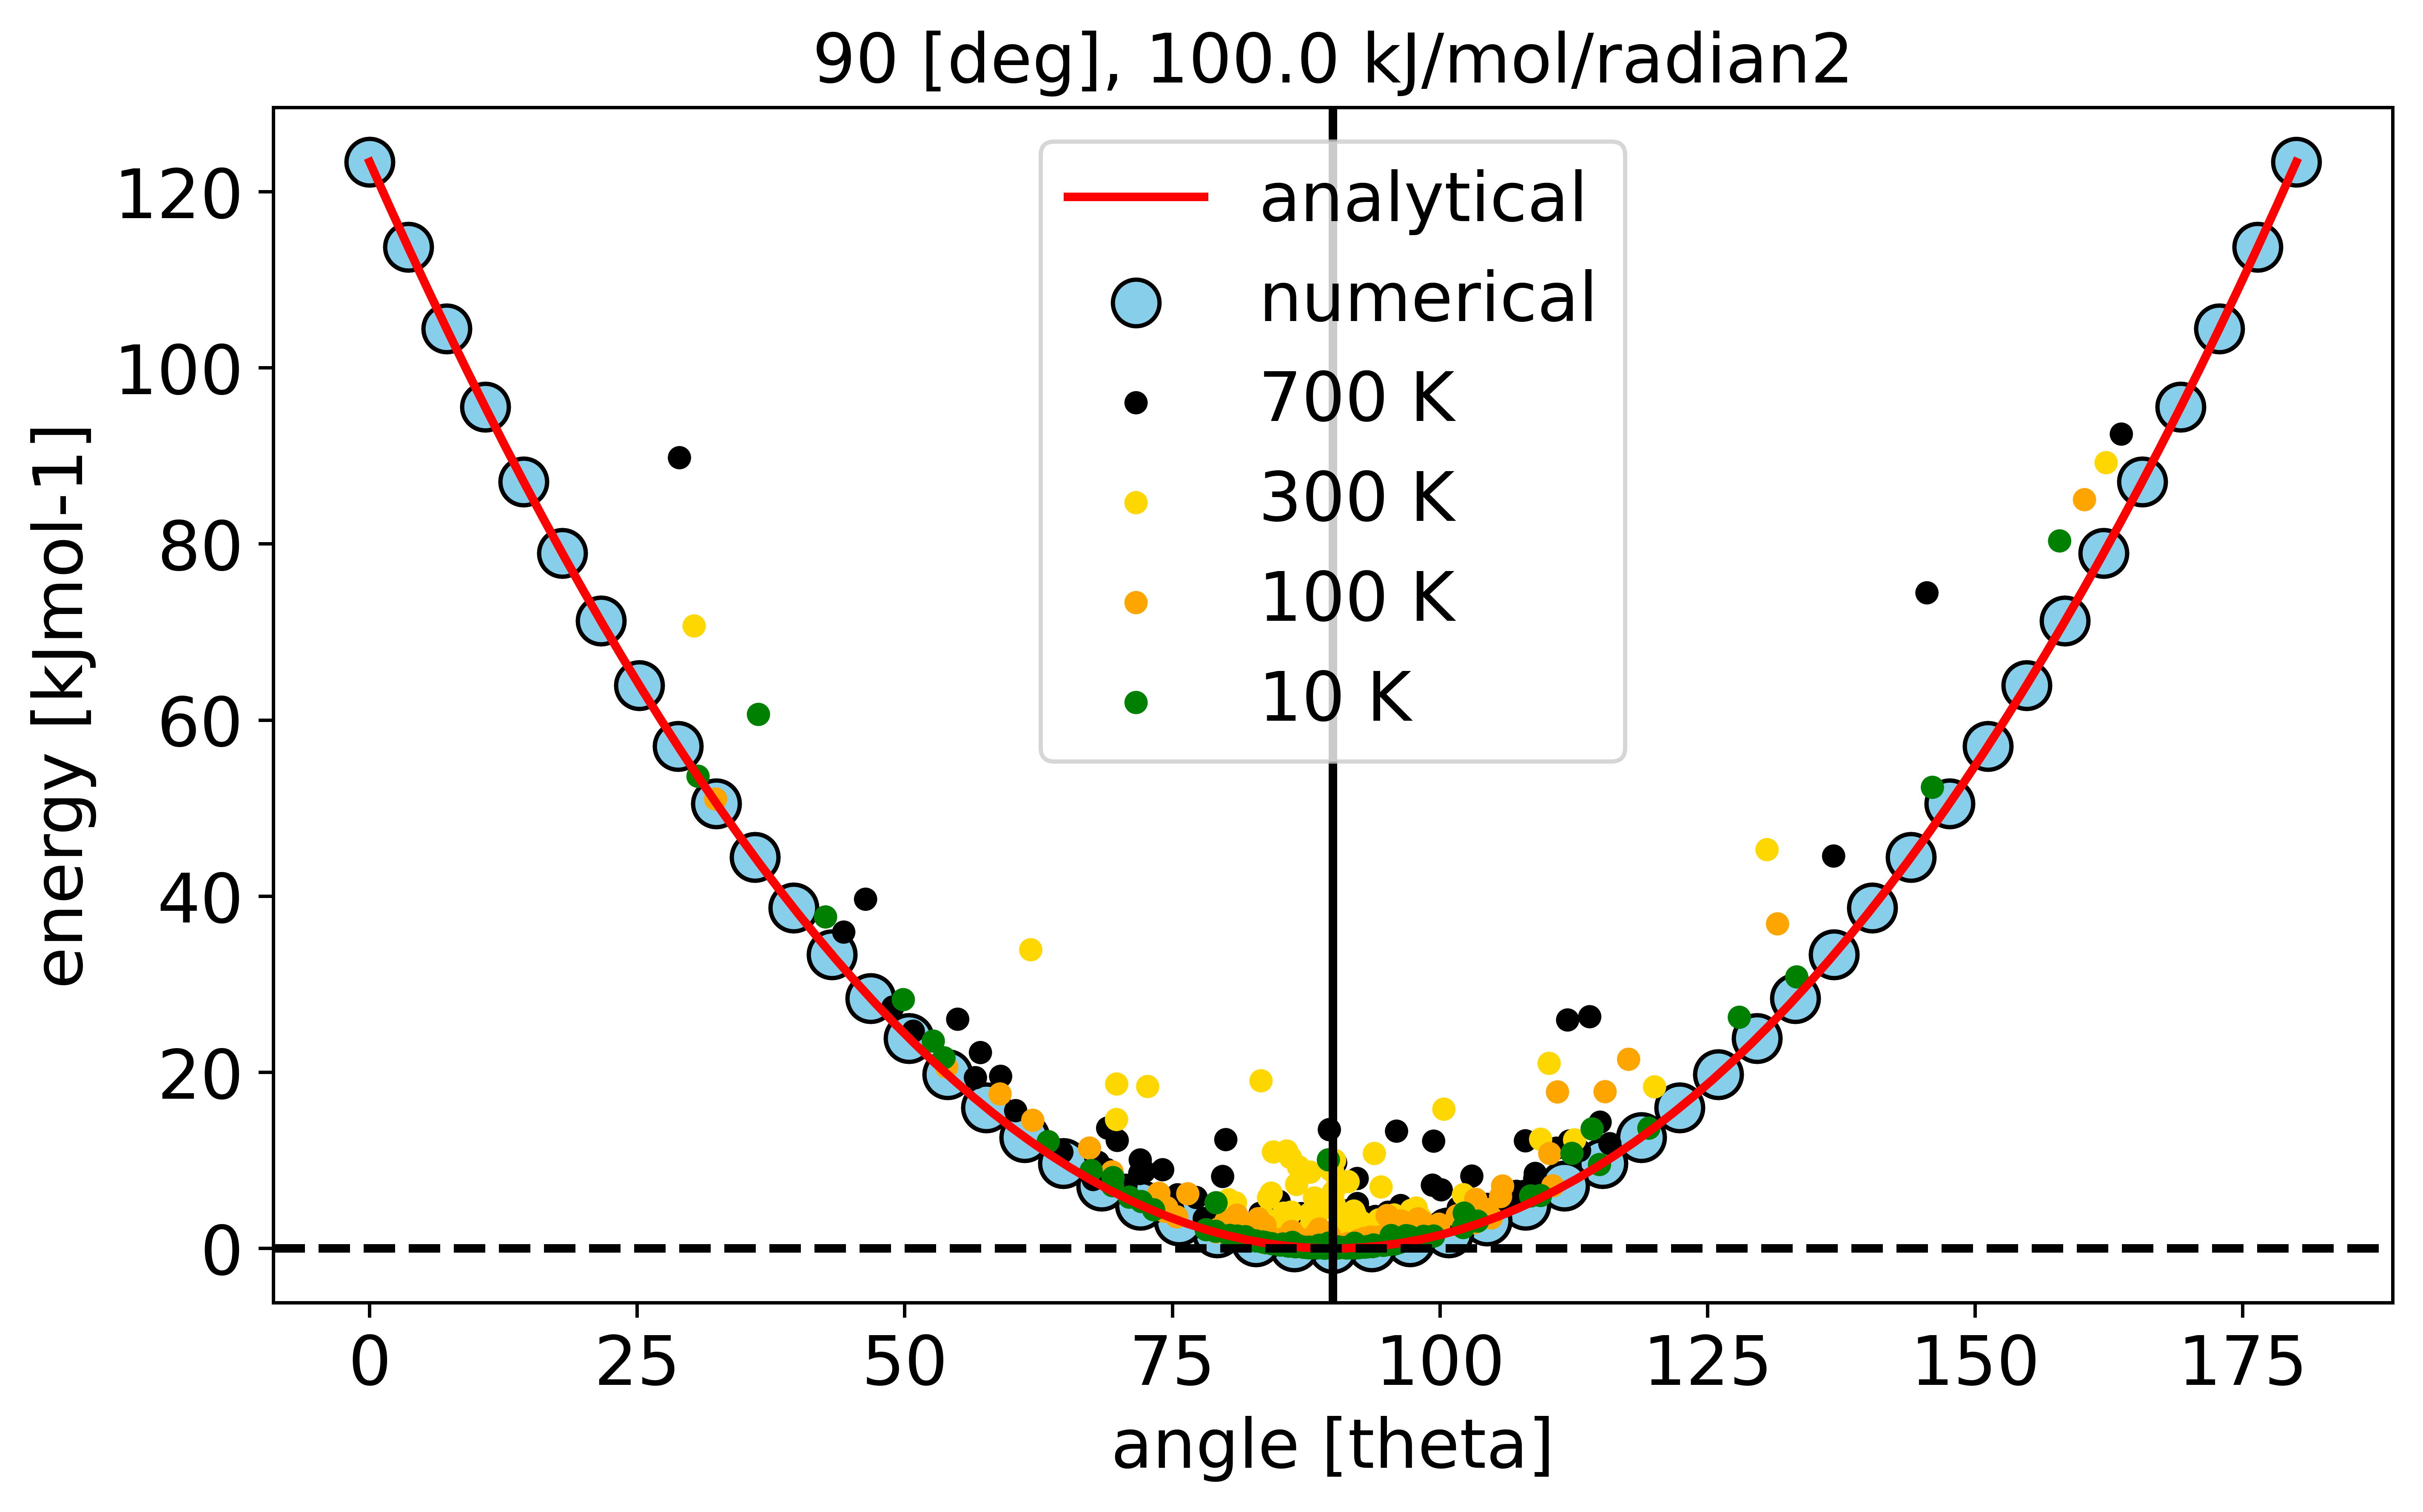 90 [deg], 100.0 kJ/mol/radian2
analytical
numerical
700 K
300 K
100 K
10 K
120
100
80
60
40
20
0
energy [kJmol-1]
0 25 50 75 100 125 150 175
angle [theta]